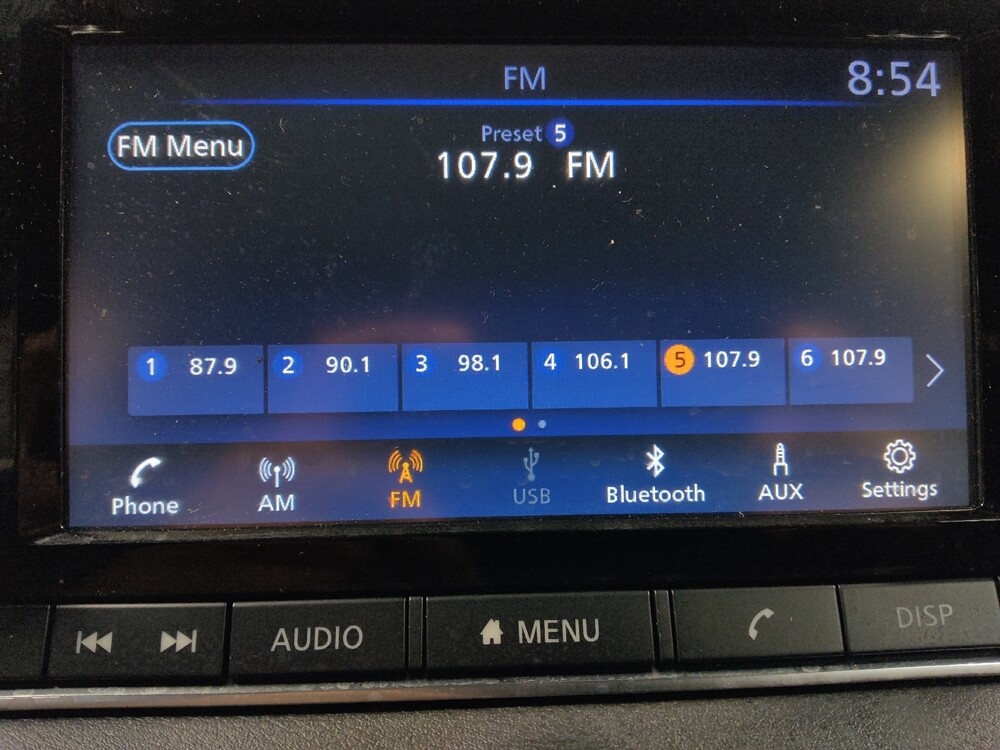 FM 8:54
FM Menu
Preset 5
107.9 FM
1 87.9 2 90.1 3 98.1 4 106.1 5 107.9 6 107.9
Phone AM FM USB Bluetooth AUX Settings
AUDIO MENU DISP